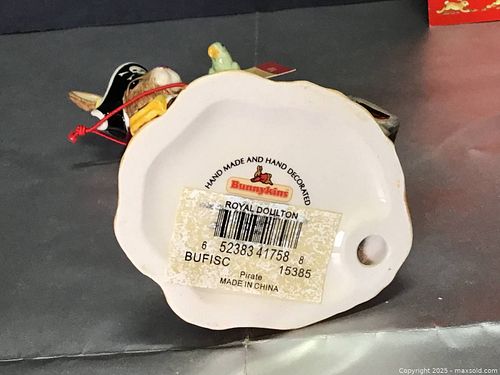 HAND MADE AND HAND DECORATED
Bunnykins
ROYAL DOULTON
6 52383 41758 8
BUFISC 15385
Pirate
MADE IN CHINA
Copyright © 2025 - maxsold.com